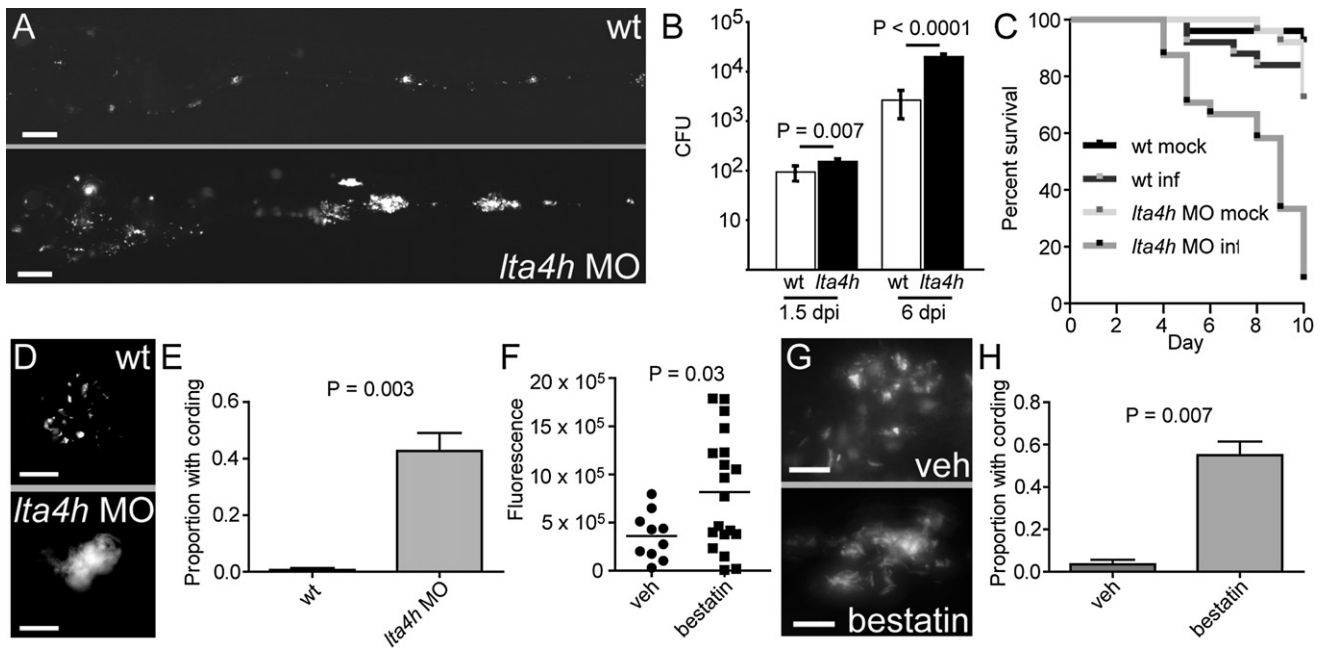 A
wt
lta4h MO
B
P < 0.0001
P = 0.007
10⁵
10⁴
10³
10²
10
CFU
wt lta4h wt lta4h
1.5 dpi 6 dpi
C
100
80
60
40
20
0
Percent survival
wt mock
wt inf
lta4h MO mock
lta4h MO inf
0 2 4 6 8 10
Day
D
wt
lta4h MO
E
P = 0.003
0.6
0.4
0.2
0.0
Proportion with cording
wt
lta4h MO
F
P = 0.03
20 x 10⁵
15 x 10⁵
10 x 10⁵
5 x 10⁵
0
Fluorescence
veh
bestatin
G
veh
bestatin
H
P = 0.007
0.8
0.6
0.4
0.2
0.0
Proportion with cording
veh
bestatin